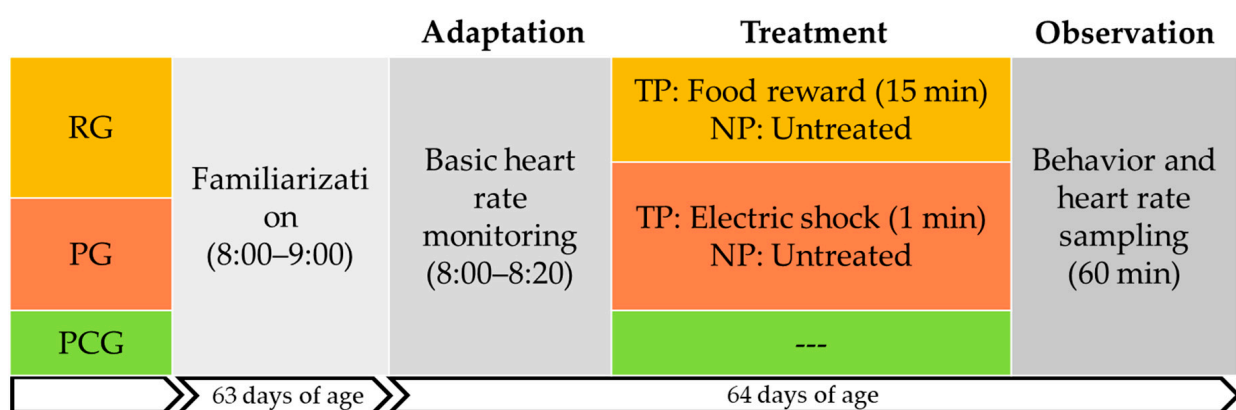 Adaptation
Treatment
Observation
RG
PG
PCG
Familiarizati
on
(8:00–9:00)
Basic heart
rate
monitoring
(8:00–8:20)
TP: Food reward (15 min)
NP: Untreated
TP: Electric shock (1 min)
NP: Untreated
---
Behavior and
heart rate
sampling
(60 min)
63 days of age
64 days of age